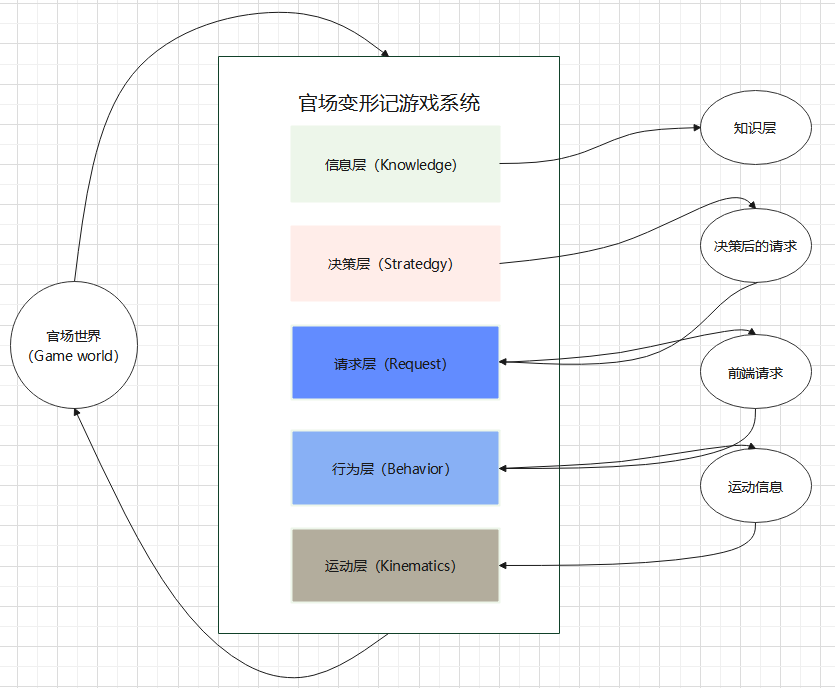 官场变形记游戏系统
信息层（Knowledge）
知识层
决策层（Stratedgy）
决策后的请求
官场世界
（Game world）
请求层（Request）
前端请求
行为层（Behavior）
运动信息
运动层（Kinematics）